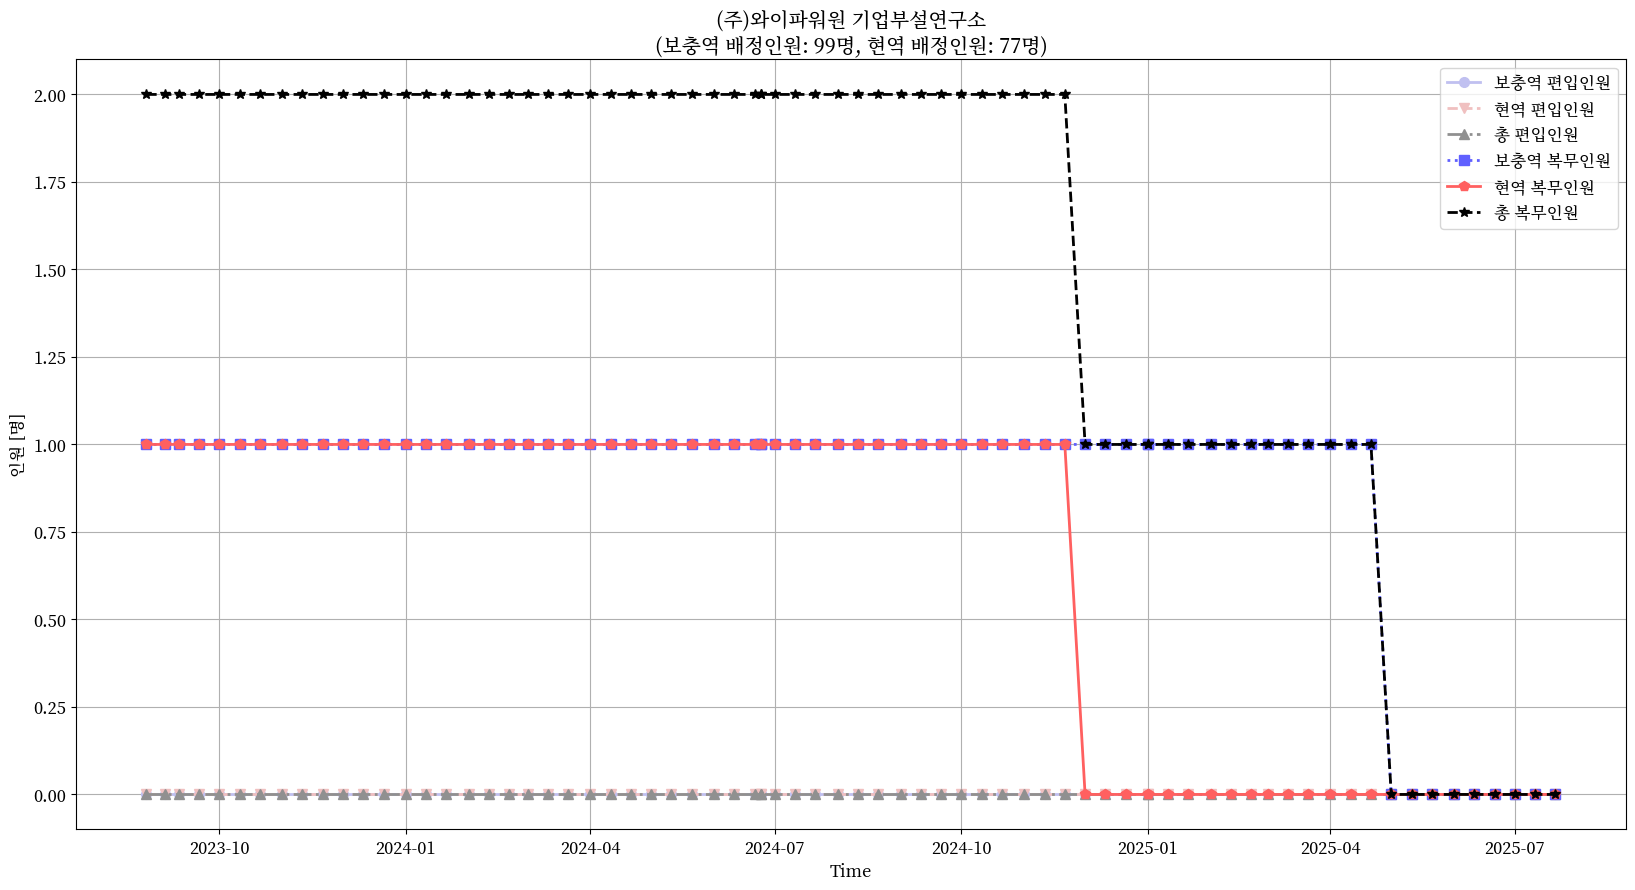 (주)와이파워원 기업부설연구소
(보충역 배정인원: 99명, 현역 배정인원: 77명)
보충역 편입인원
현역 편입인원
총 편입인원
보충역 복무인원
현역 복무인원
총 복무인원
인원 [명]
2.00
1.75
1.50
1.25
1.00
0.75
0.50
0.25
0.00
2023-10
2024-01
2024-04
2024-07
2024-10
2025-01
2025-04
2025-07
Time